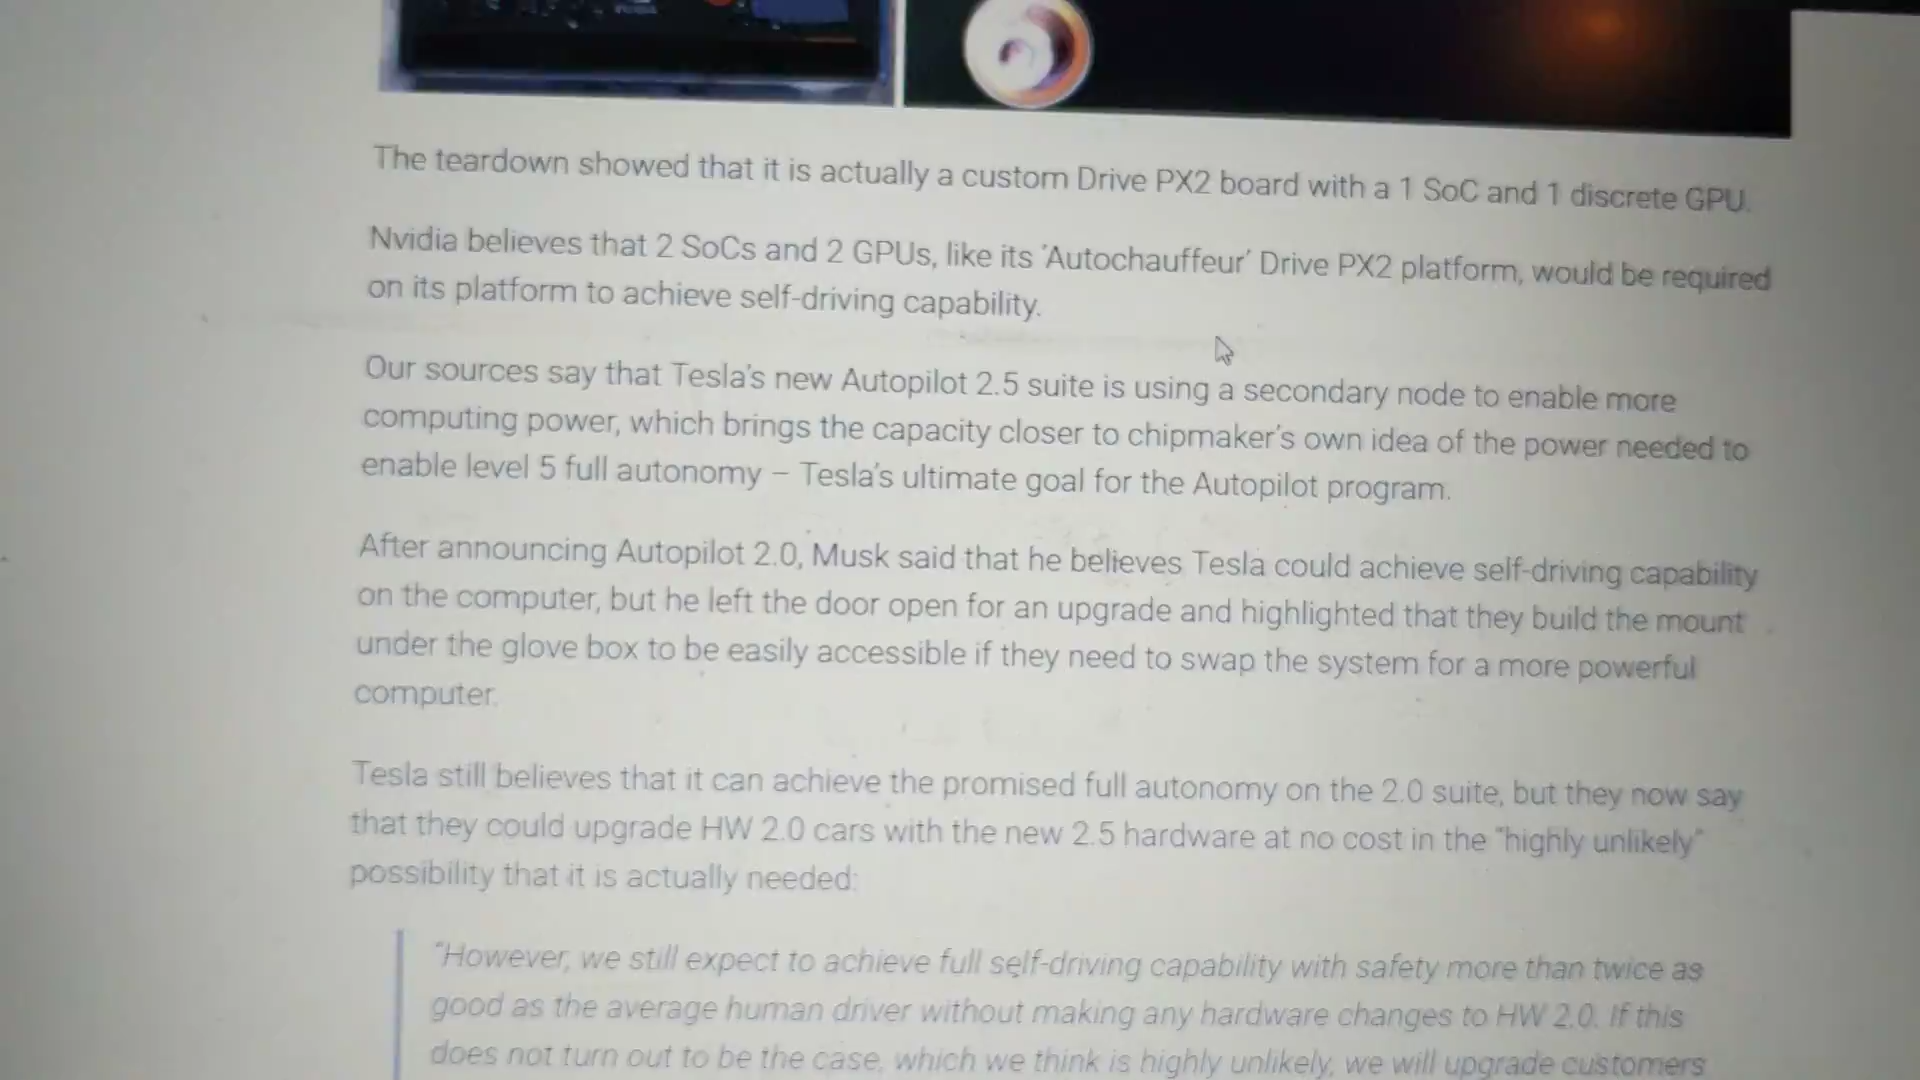 The teardown showed that it is actually a custom Drive PX2 board with a 1 SoC and 1 discrete GPU.
Nvidia believes that 2 SoCs and 2 GPUs, like its ‘Autochauffeur’ Drive PX2 platform, would be required
on its platform to achieve self-driving capability.
Our sources say that Tesla’s new Autopilot 2.5 suite is using a secondary node to enable more
computing power, which brings the capacity closer to chipmaker’s own idea of the power needed to
enable level 5 full autonomy – Tesla’s ultimate goal for the Autopilot program.
After announcing Autopilot 2.0, Musk said that he believes Tesla could achieve self-driving capability
on the computer, but he left the door open for an upgrade and highlighted that they build the mount
under the glove box to be easily accessible if they need to swap the system for a more powerful
computer.
Tesla still believes that it can achieve the promised full autonomy on the 2.0 suite, but they now say
that they could upgrade HW 2.0 cars with the new 2.5 hardware at no cost in the “highly unlikely”
possibility that it is actually needed:
“However, we still expect to achieve full self-driving capability with safety more than twice as
good as the average human driver without making any hardware changes to HW 2.0. If this
does not turn out to be the case, which we think is highly unlikely, we will upgrade customers